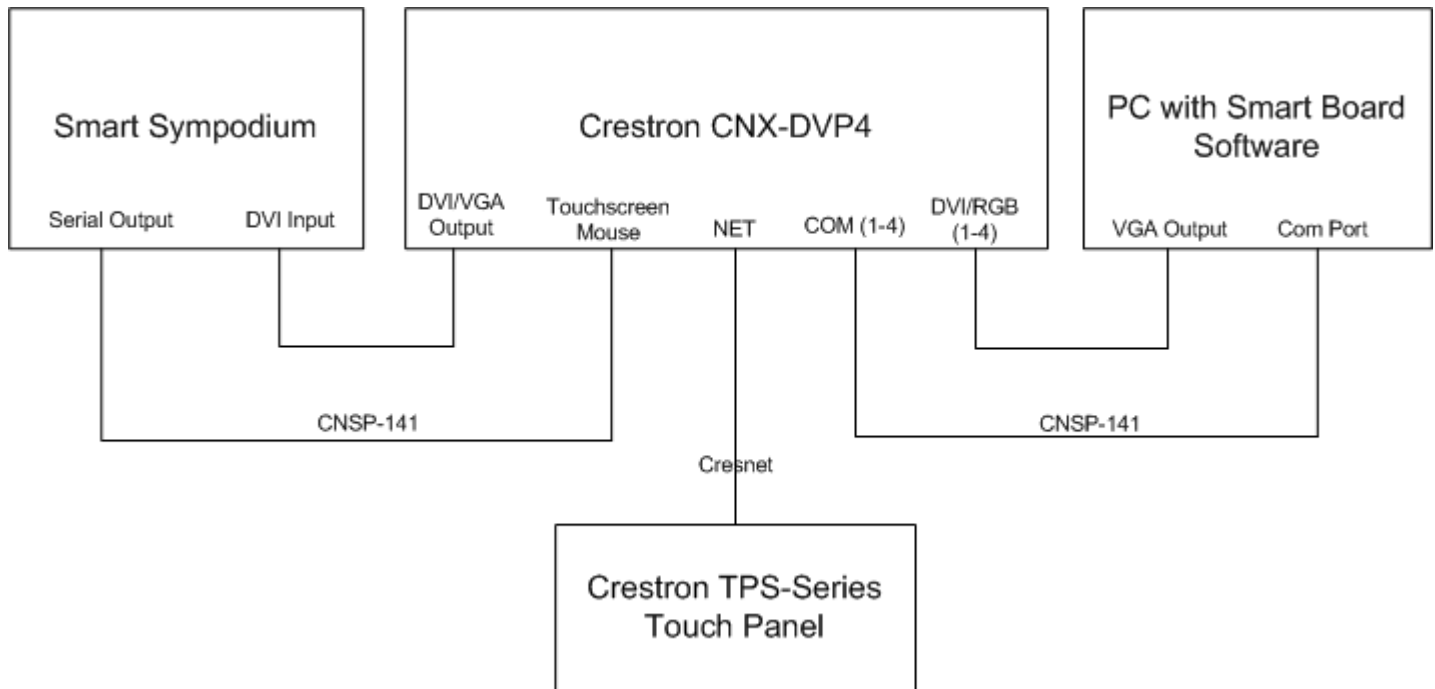 Smart Sympodium
Serial Output
DVI Input
Crestron CNX-DVP4
DVI/VGA
Output
Touchscreen
Mouse
NET
COM (1-4)
DVI/RGB
(1-4)
PC with Smart Board
Software
VGA Output
Com Port
CNSP-141
CNSP-141
Cresnet
Crestron TPS-Series
Touch Panel